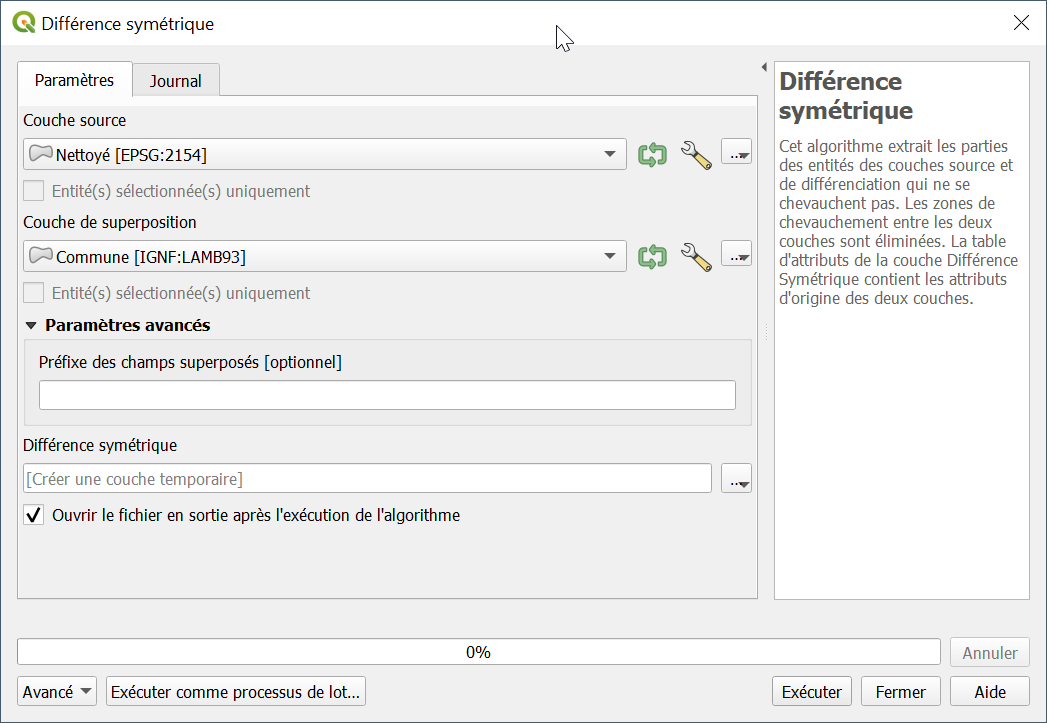 Différence symétrique
Paramètres
Journal
Couche source
Nettoyé [EPSG:2154]
...
Entité(s) sélectionnée(s) uniquement
Couche de superposition
Commune [IGNF:LAMB93]
...
Entité(s) sélectionnée(s) uniquement
Paramètres avancés
Préfixe des champs superposés [optionnel]
Différence symétrique
[Créer une couche temporaire]
...
Ouvrir le fichier en sortie après l'exécution de l'algorithme
Différence
symétrique
Cet algorithme extrait les parties
des entités des couches source et
de différenciation qui ne se
chevauchent pas. Les zones de
chevauchement entre les deux
couches sont éliminées. La table
d'attributs de la couche Différence
Symétrique contient les attributs
d'origine des deux couches.
0%
Annuler
Avancé
Exécuter comme processus de lot...
Exécuter
Fermer
Aide